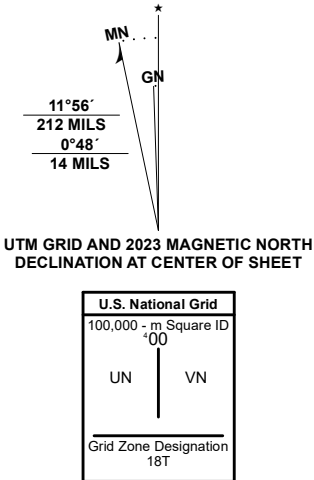 ★
MN
GN
11°56´
212 MILS
0°48´
14 MILS
UTM GRID AND 2023 MAGNETIC NORTH
DECLINATION AT CENTER OF SHEET
U.S. National Grid
100,000 - m Square ID
⁴00
UN VN
Grid Zone Designation
18T